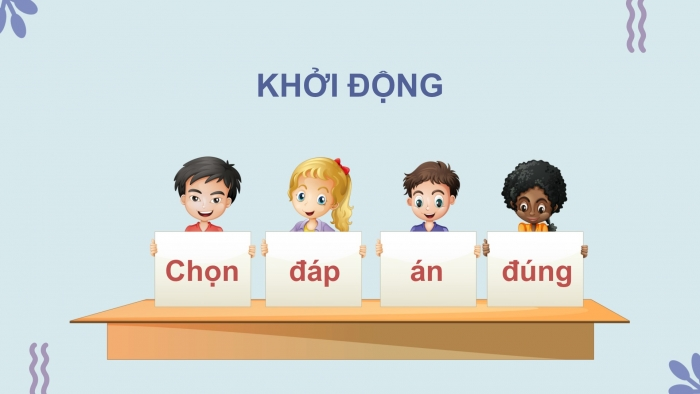 KHỞI ĐỘNG
Chọn đáp án đúng